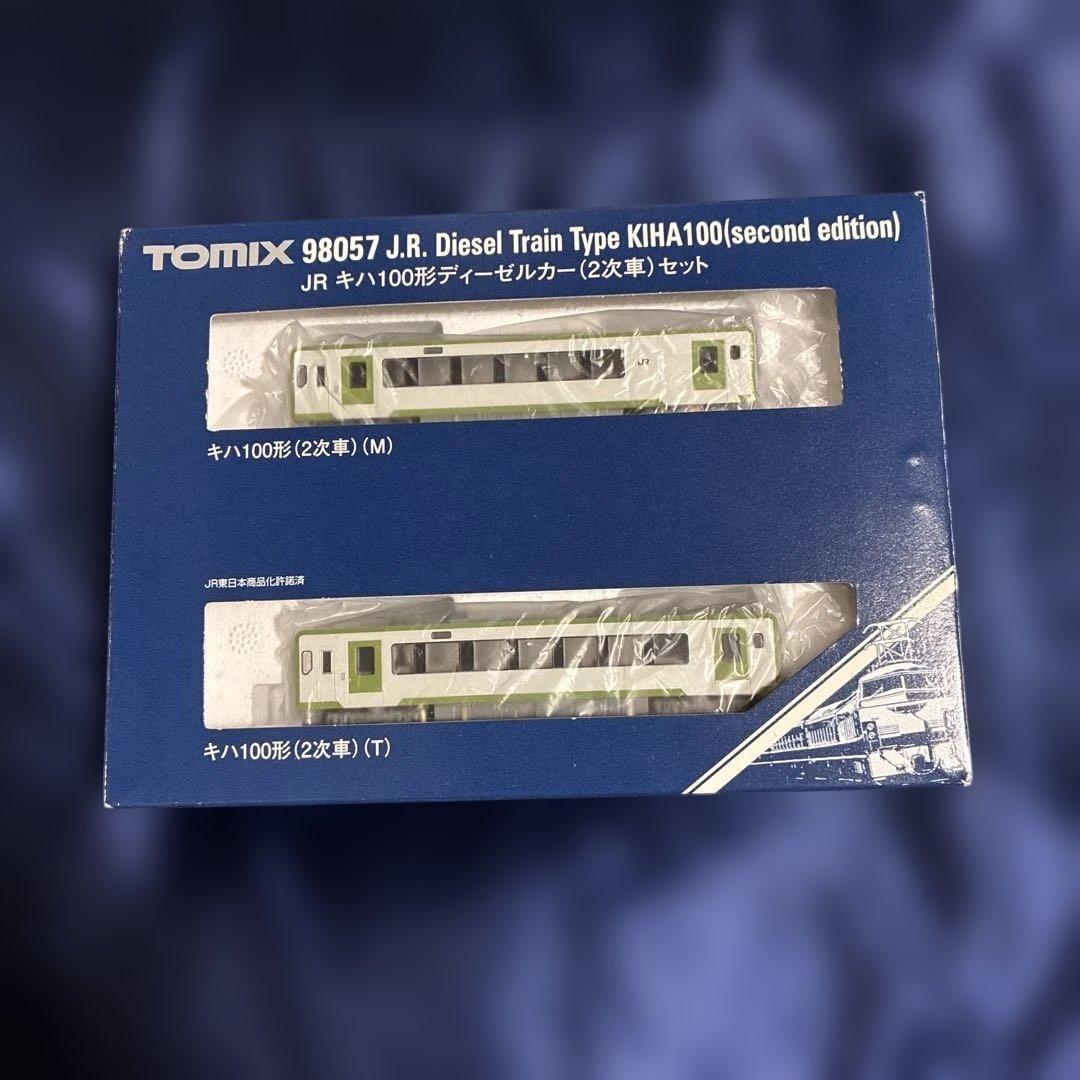 TOMIX 98057 J.R. Diesel Train Type KIHA100(second edition)
JR キハ100形ディーゼルカー(2次車)セット
JR
キハ100形(2次車)(M)
JR東日本商品化許諾済
キハ100形(2次車)(T)